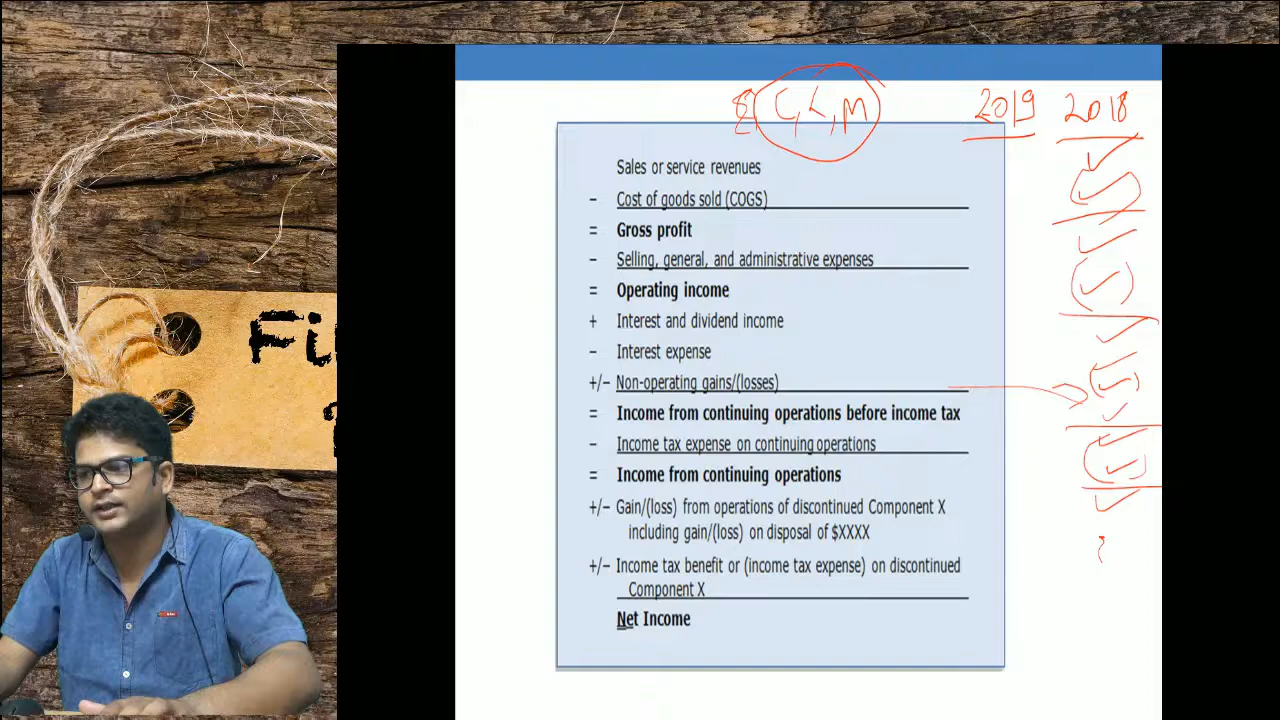 2019 2018
Sales or service revenues
− Cost of goods sold (COGS)
= Gross profit
− Selling, general, and administrative expenses
= Operating income
+ Interest and dividend income
− Interest expense
+/− Non-operating gains/(losses)
= Income from continuing operations before income tax
− Income tax expense on continuing operations
= Income from continuing operations
+/− Gain/(loss) from operations of discontinued Component X
including gain/(loss) on disposal of $XXXX
+/− Income tax benefit or (income tax expense) on discontinued
Component X
Net Income
Fi